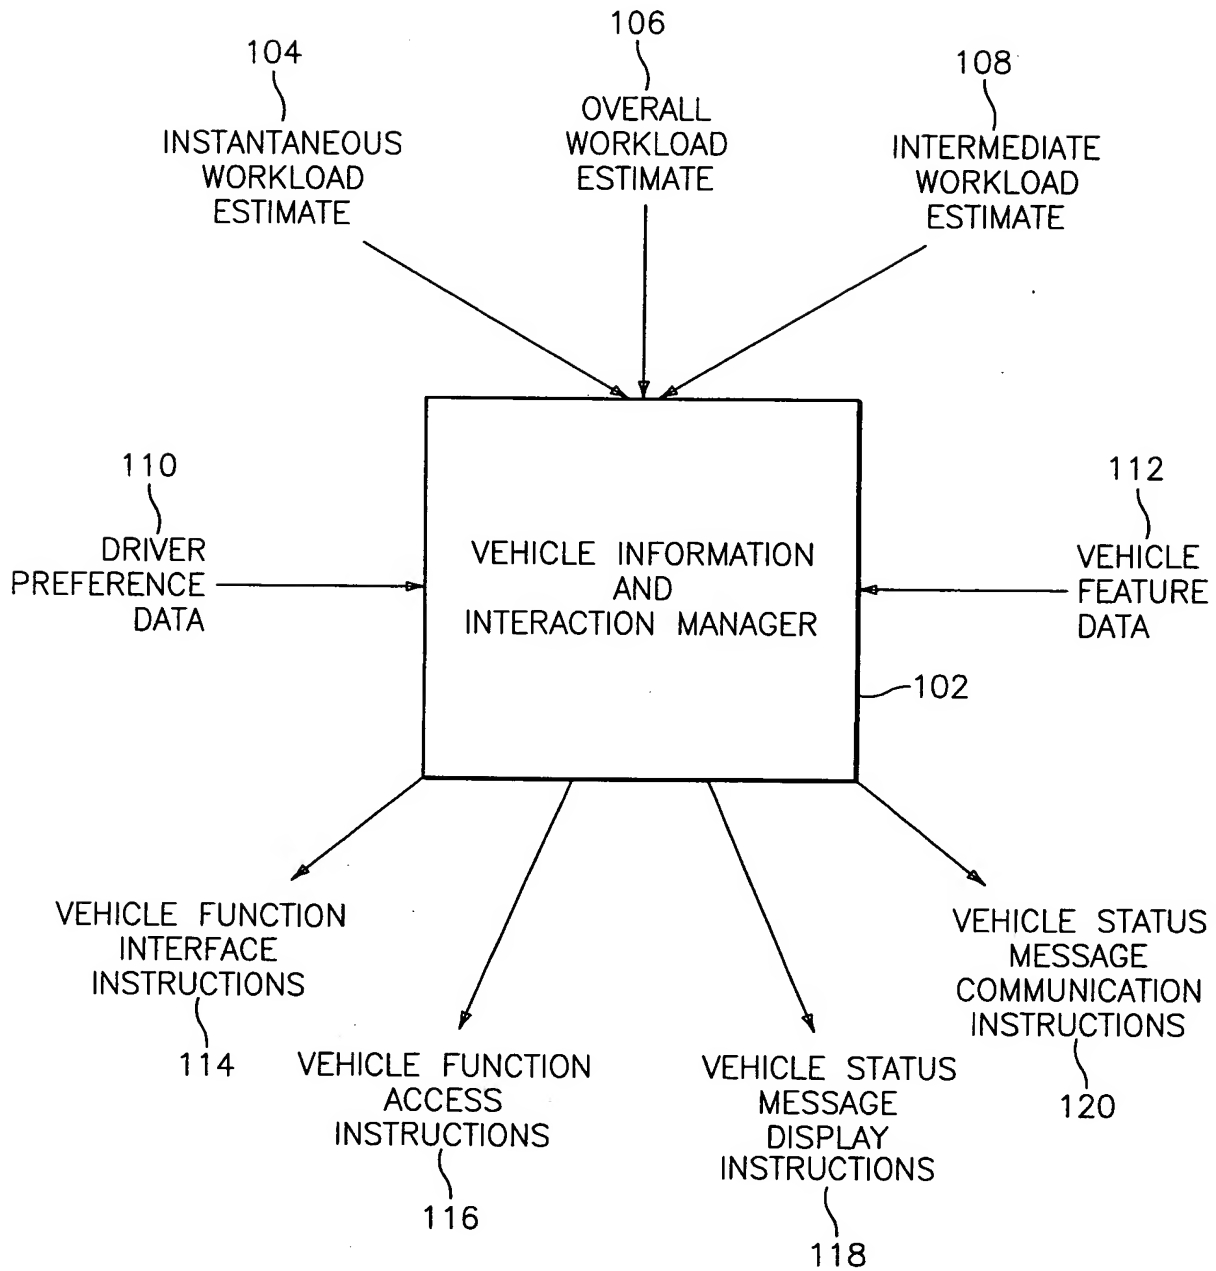 104
106
108
INSTANTANEOUS
WORKLOAD
ESTIMATE
OVERALL
WORKLOAD
ESTIMATE
INTERMEDIATE
WORKLOAD
ESTIMATE
110
DRIVER
PREFERENCE
DATA
VEHICLE INFORMATION
AND
INTERACTION MANAGER
112
VEHICLE
FEATURE
DATA
102
VEHICLE FUNCTION
INTERFACE
INSTRUCTIONS
114
VEHICLE FUNCTION
ACCESS
INSTRUCTIONS
116
VEHICLE STATUS
MESSAGE
DISPLAY
INSTRUCTIONS
118
VEHICLE STATUS
MESSAGE
COMMUNICATION
INSTRUCTIONS
120